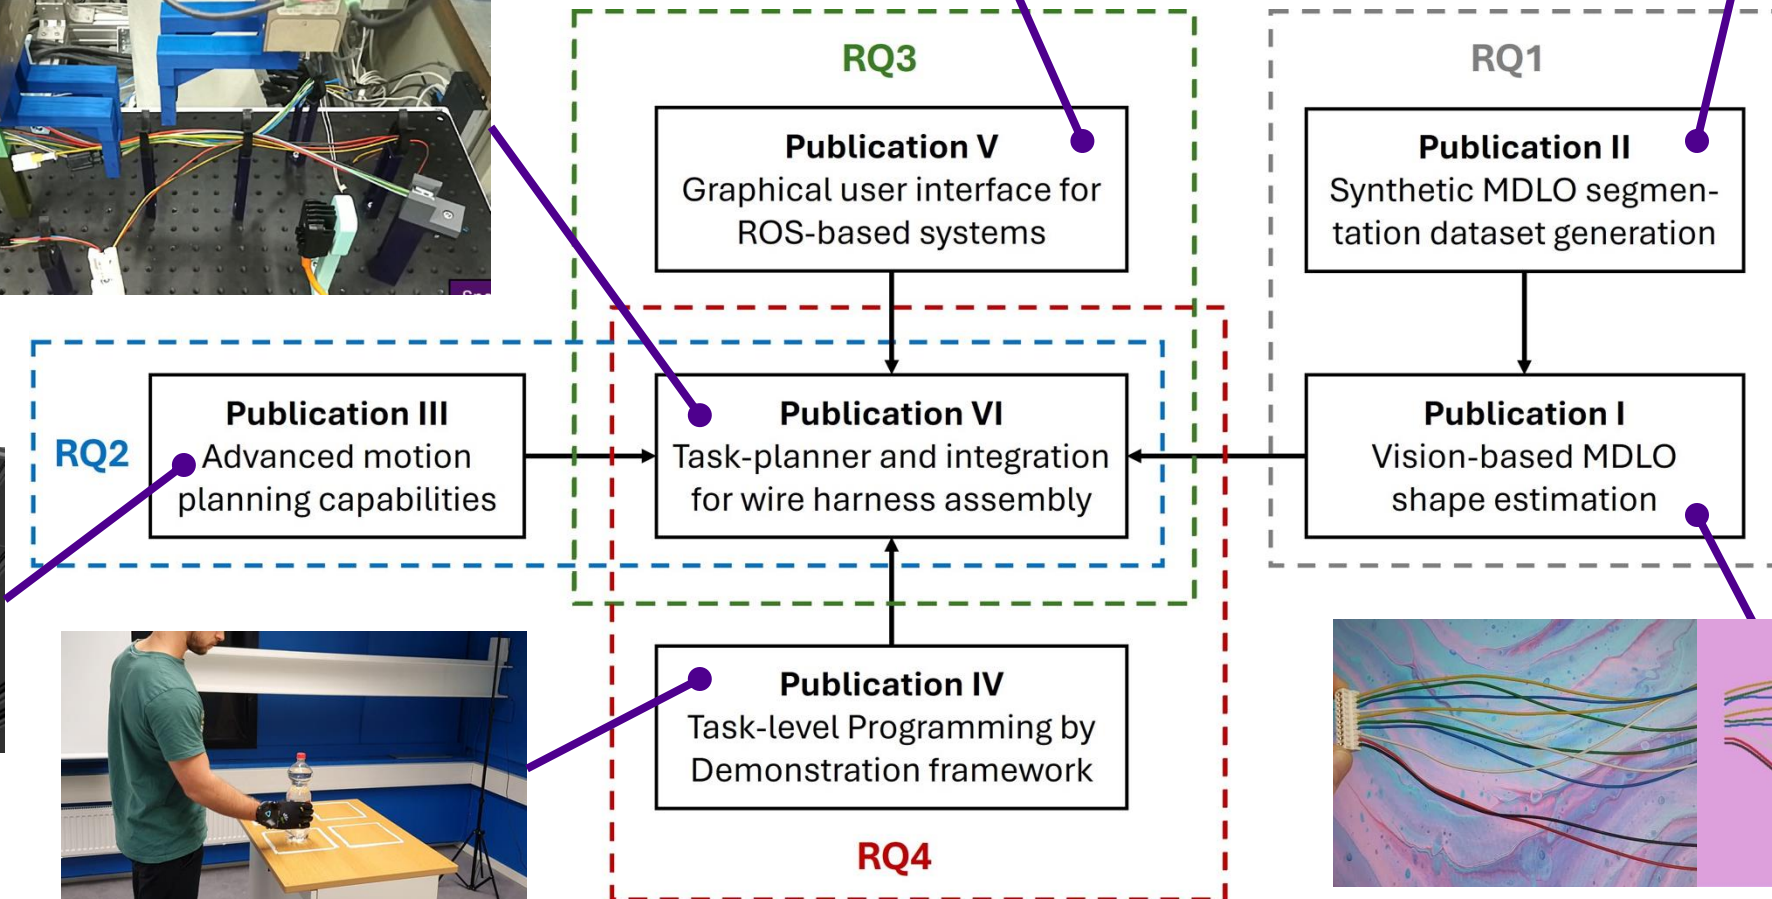 RQ3
RQ1
Publication V
Graphical user interface for
ROS-based systems
Publication II
Synthetic MDLO segmen-
tation dataset generation
RQ2
Publication III
Advanced motion
planning capabilities
Publication VI
Task-planner and integration
for wire harness assembly
Publication I
Vision-based MDLO
shape estimation
Publication IV
Task-level Programming by
Demonstration framework
RQ4